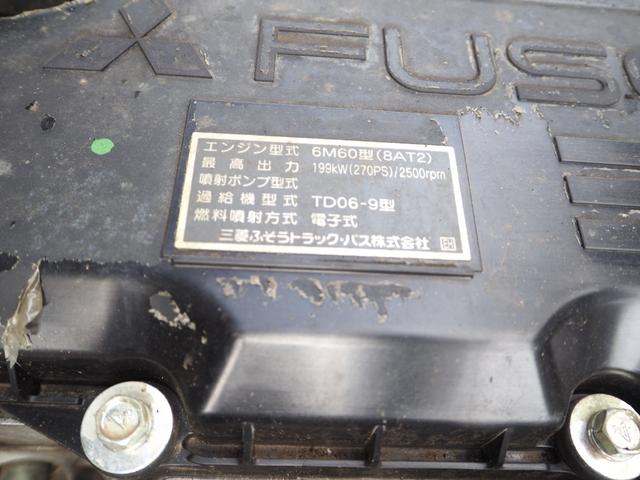 FUSO
エンジン型式 6M60型(8AT2)
最高出力 199kW(270PS)/2500rpm
噴射ポンプ型式
過給機型式 TD06-9型
燃料噴射方式 電子式
三菱ふそうトラック・バス株式会社